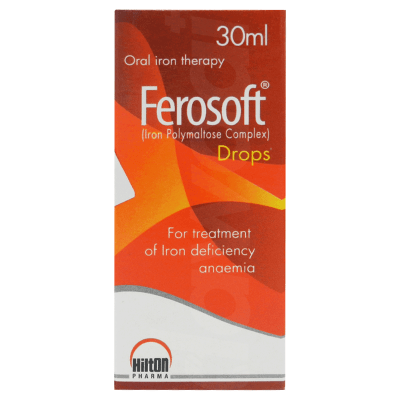 30ml
Oral iron therapy
Ferosoft®
(Iron Polymaltose Complex)
Drops
For treatment
of Iron deficiency
anaemia
HiltOn
PHARMA